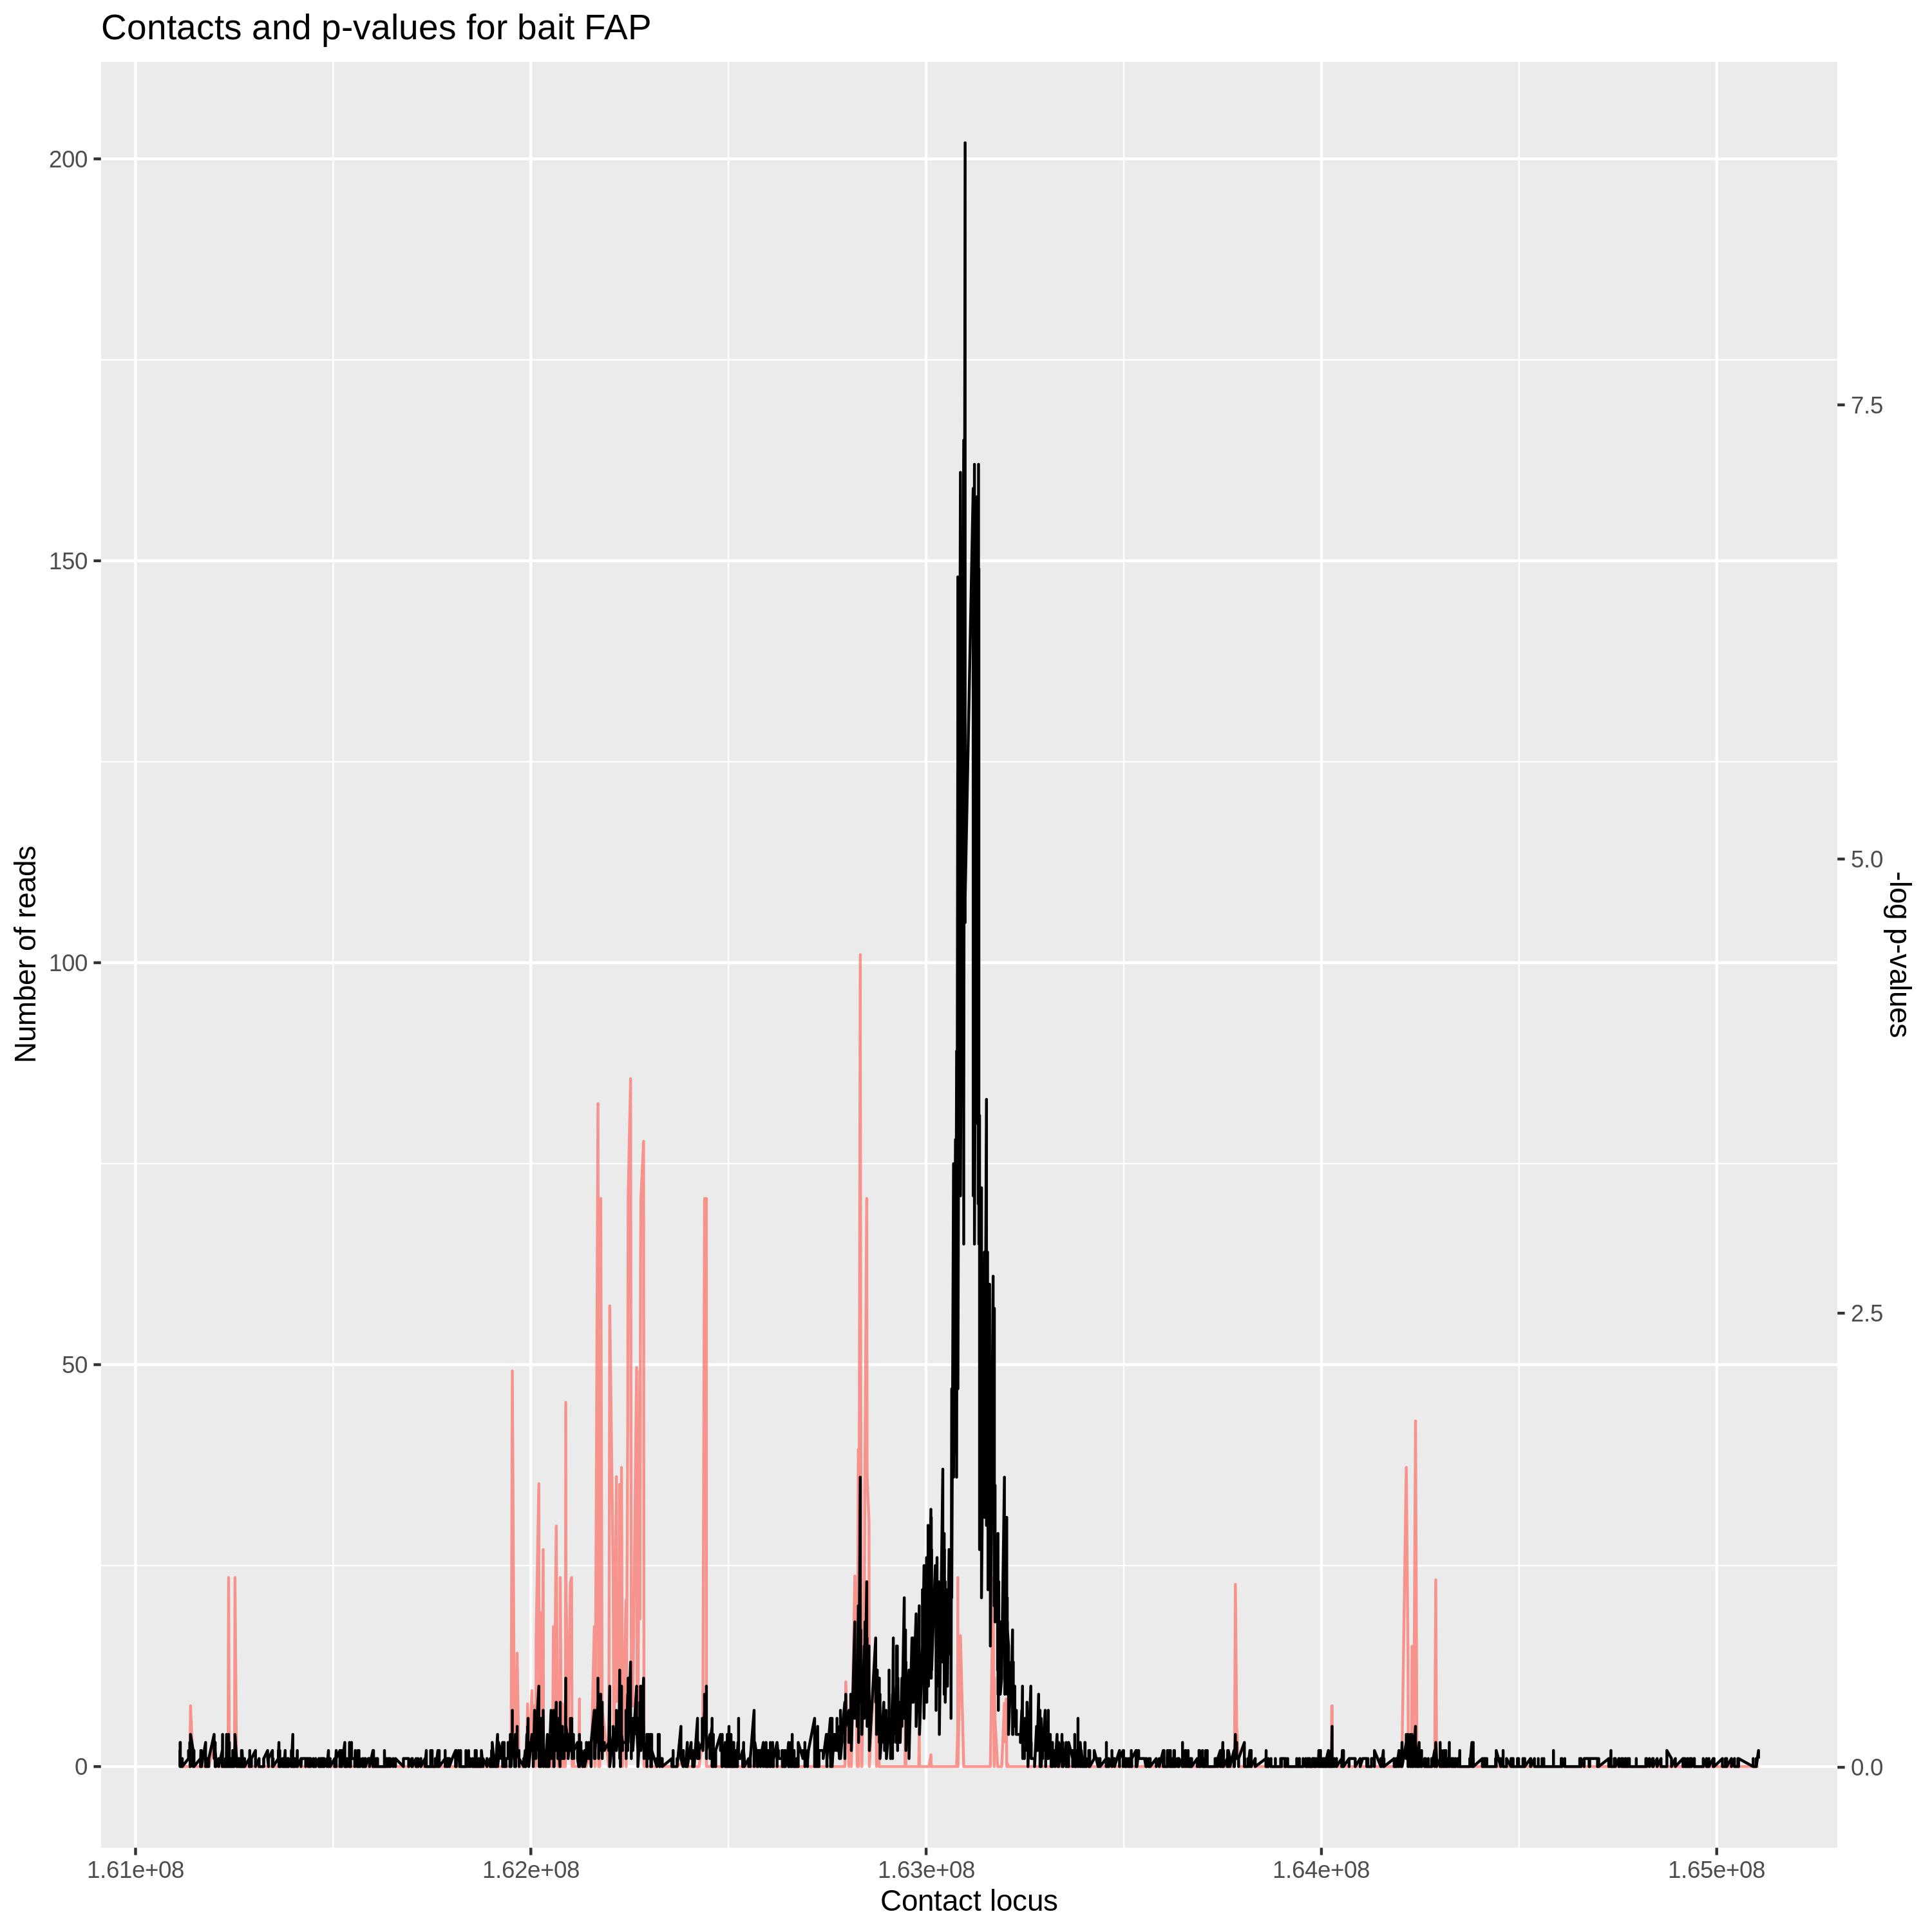 Contacts and p-values for bait FAP
200
150
100
50
0
Number of reads
7.5
5.0
2.5
0.0
-log p-values
1.61e+08
1.62e+08
1.63e+08
1.64e+08
1.65e+08
Contact locus